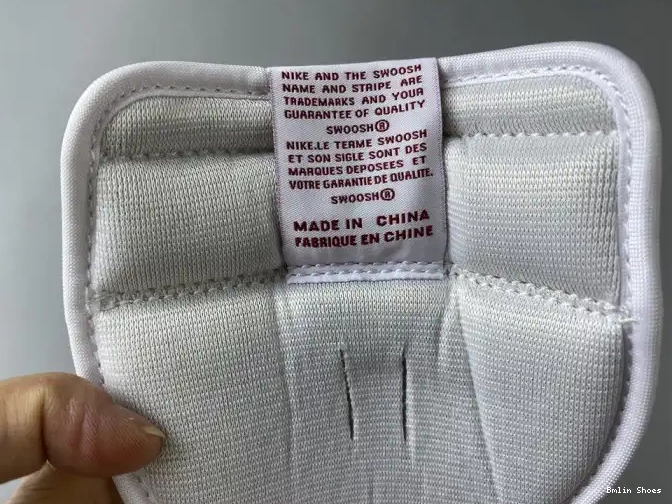 NIKE AND THE SWOOSH
NAME AND STRIPE ARE
TRADEMARKS AND YOUR
GUARANTEE OF QUALITY
SWOOSH®
NIKE.LE TERME SWOOSH
ET SON SIGLE SONT DES
MARQUES DEPOSEES ET
VOTRE GARANTIE DE QUALITE.
SWOOSH®
MADE IN CHINA
FABRIQUE EN CHINE
Bmlin Shoes